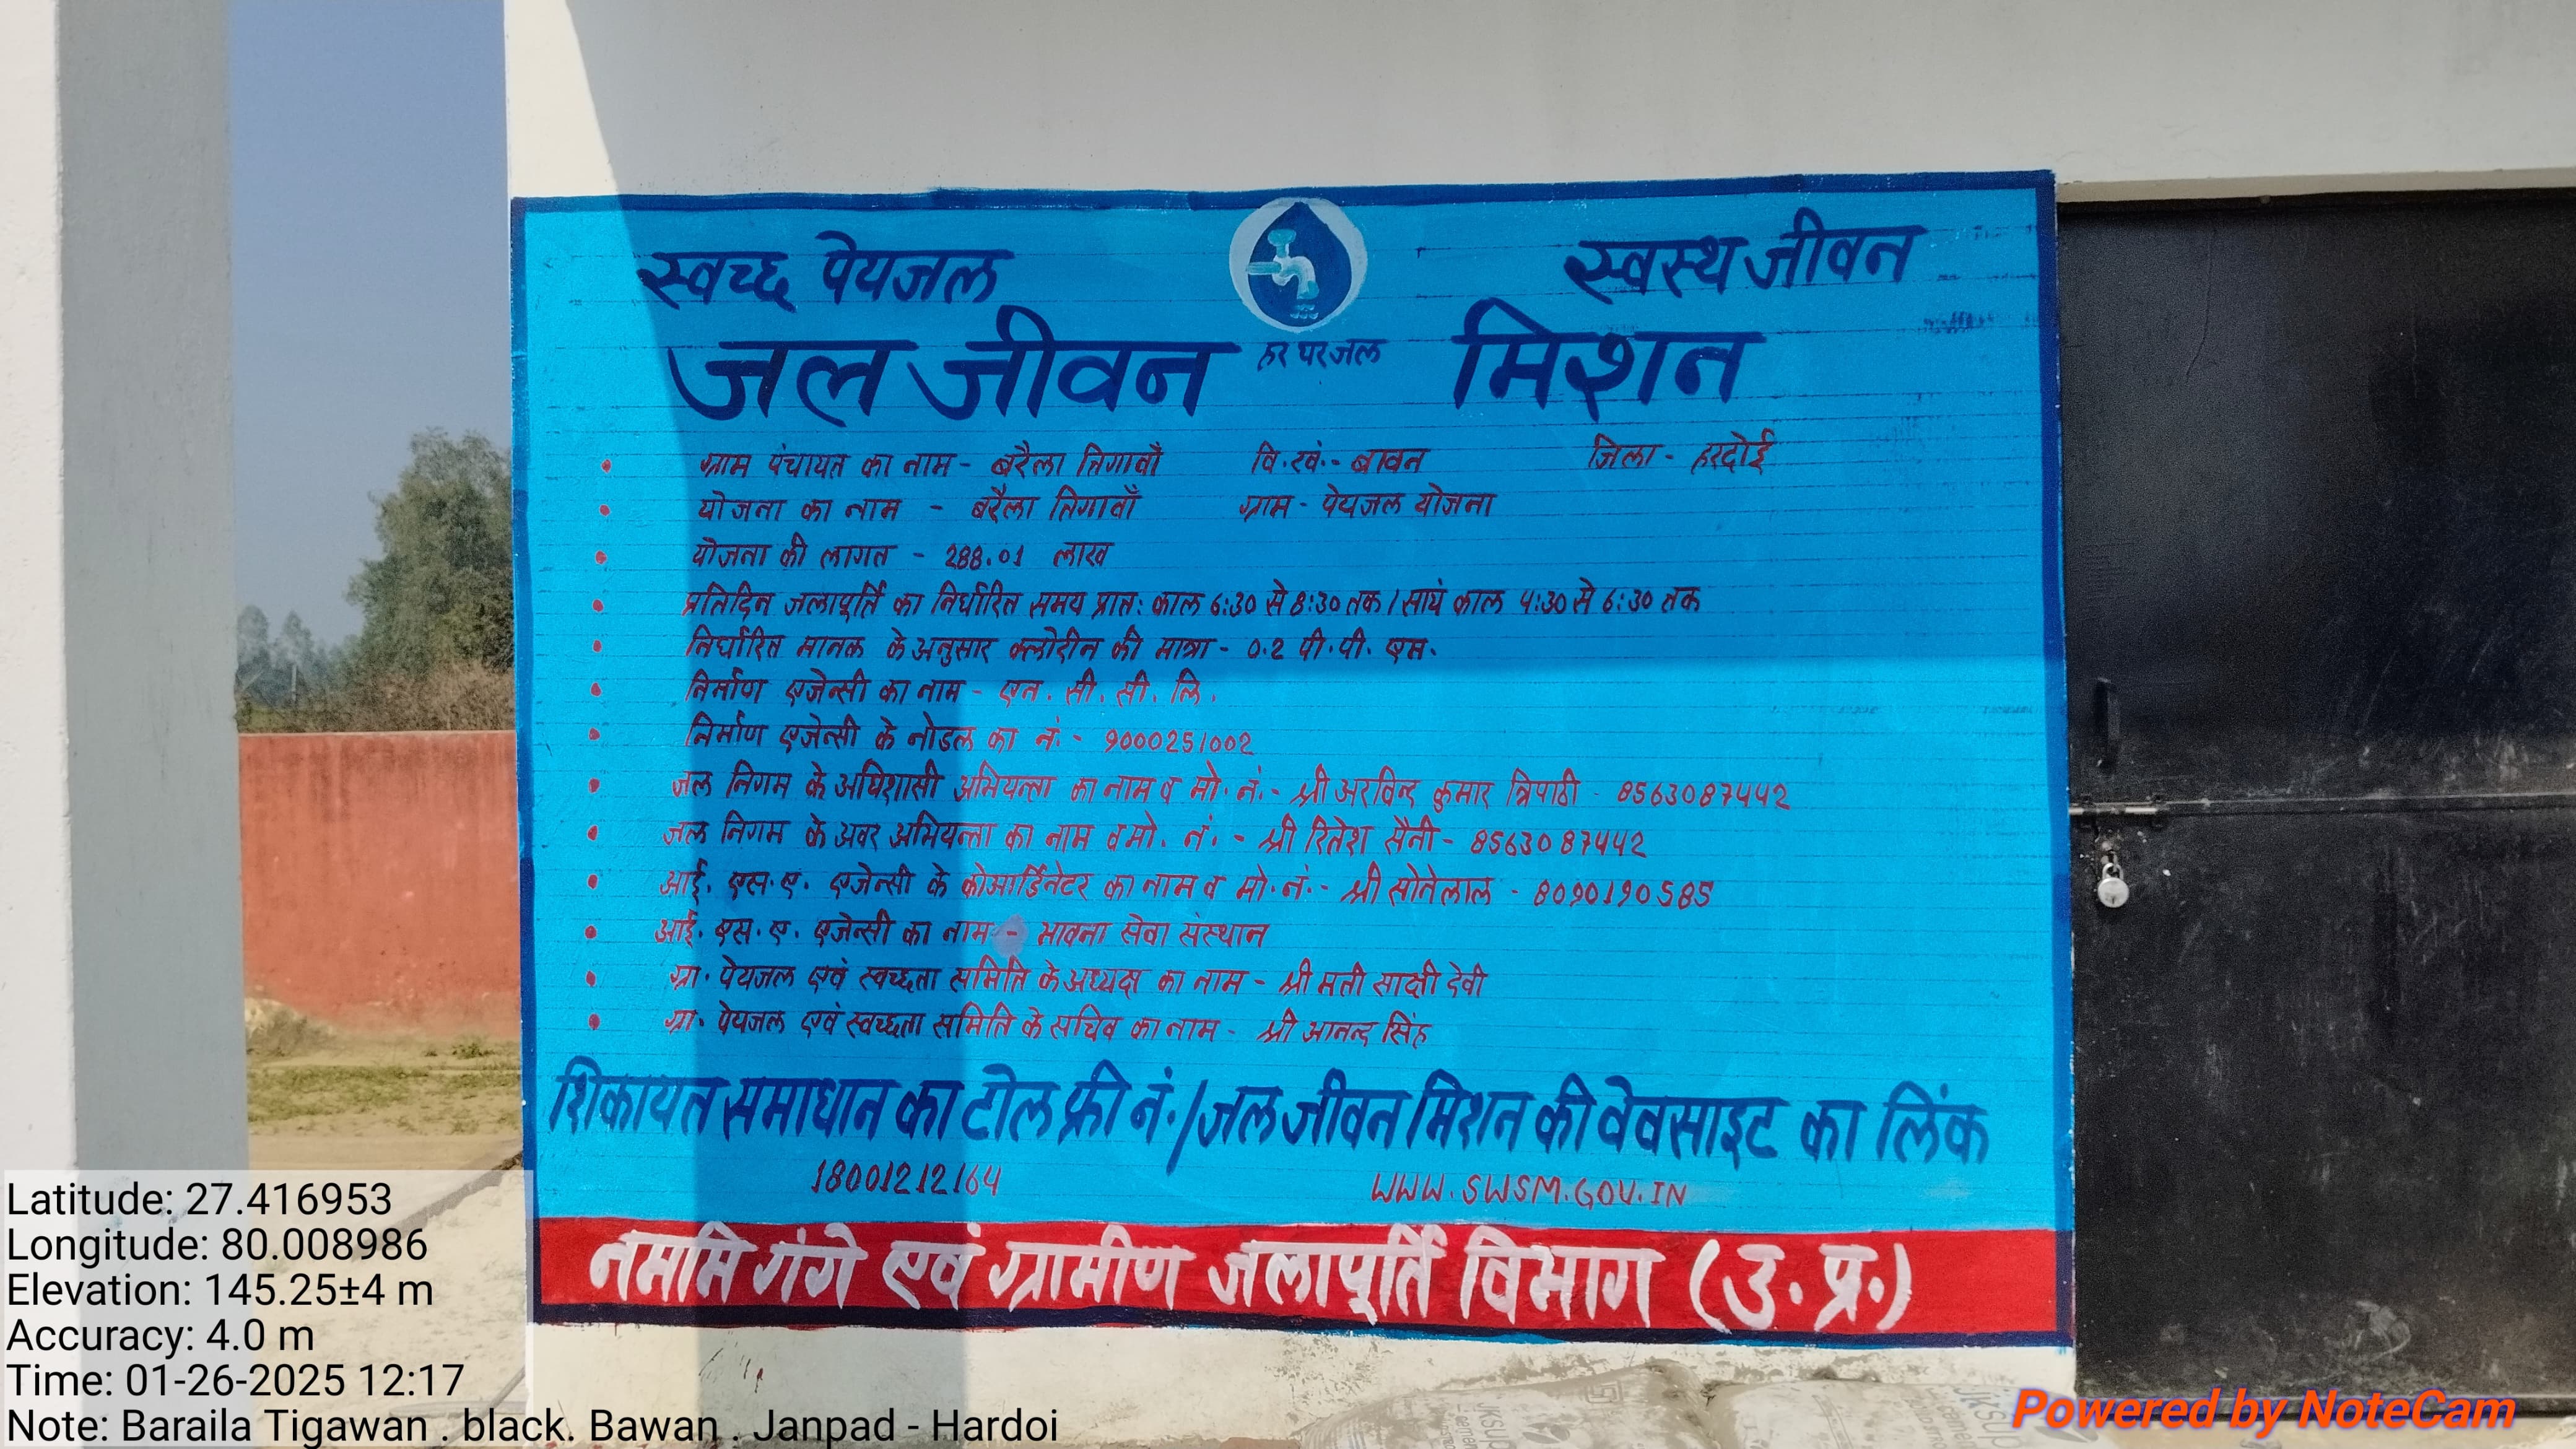 स्वच्छ पेयजल स्वस्थ जीवन
जल जीवन हर घर जल मिशन
• ग्राम पंचायत का नाम - बरैला तिगावाँ वि.खं.- बावन जिला - हरदोई
• योजना का नाम - बरैला तिगावाँ ग्राम - पेयजल योजना
• योजना की लागत - 288.01 लाख
• प्रतिदिन जलापूर्ति का निर्धारित समय प्रात: काल 6:30 से 8:30 तक / सायं काल 4:30 से 6:30 तक
• निर्धारित मानक के अनुसार क्लोरीन की मात्रा - 0.2 पी.पी. एम.
• निर्माण एजेन्सी का नाम - एन. सी. सी. लि.
• निर्माण एजेन्सी के नोडल का नं. - 9000251002
• जल निगम के अधिशासी अभियन्ता का नाम व मो. नं.- श्री अरविन्द कुमार त्रिपाठी - 8563087442
• जल निगम के अवर अभियन्ता का नाम व मो. नं. - श्री रितेश सैनी - 8563087442
• आई. एस. ए. एजेन्सी के कोआर्डिनेटर का नाम व मो. नं.- श्री सोनेलाल - 8090190585
• आई. एस. ए. एजेन्सी का नाम - भावना सेवा संस्थान
• ग्रा. पेयजल एवं स्वच्छता समिति के अध्यक्ष का नाम - श्री मती साक्षी देवी
• ग्रा. पेयजल एवं स्वच्छता समिति के सचिव का नाम - श्री आनन्द सिंह
शिकायत समाधान का टोल फ्री नं./जल जीवन मिशन की वेबसाइट का लिंक
18001212164 WWW.SWSM.GOV.IN
नमामि गंगे एवं ग्रामीण जलापूर्ति विभाग (उ.प्र.)
Latitude: 27.416953
Longitude: 80.008986
Elevation: 145.25±4 m
Accuracy: 4.0 m
Time: 01-26-2025 12:17
Note: Baraila Tigawan . black. Bawan . Janpad - Hardoi
Powered by NoteCam